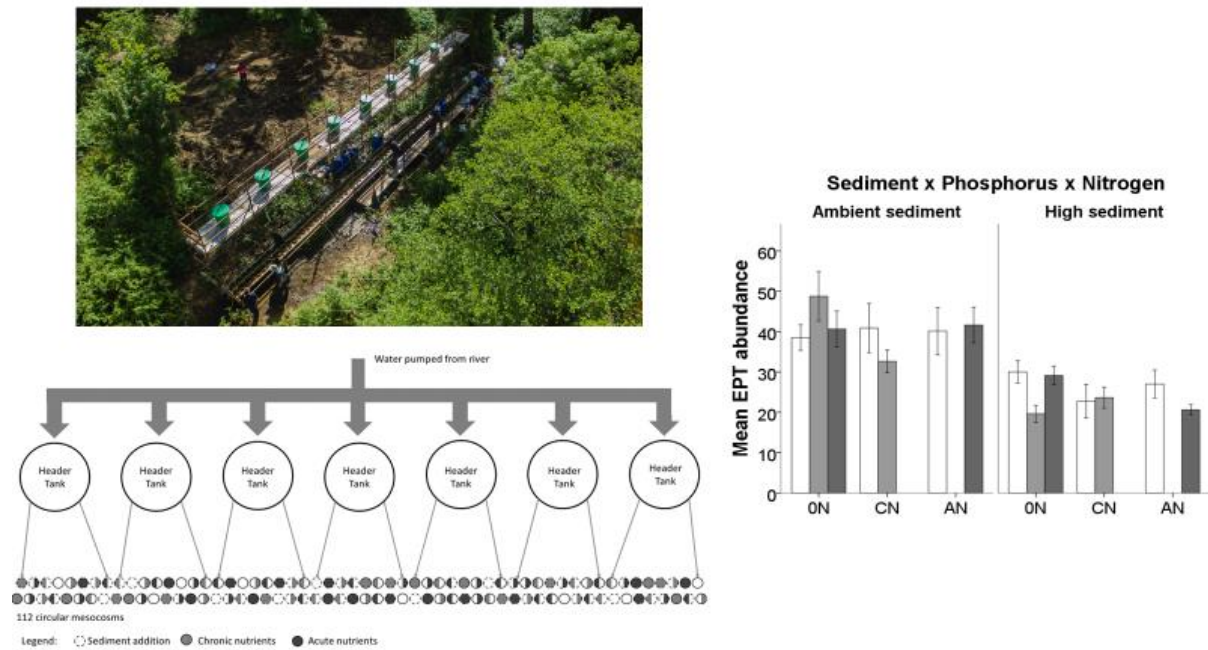 Water pumped from river
Header
Tank
Header
Tank
Header
Tank
Header
Tank
Header
Tank
Header
Tank
Header
Tank
112 circular mesocosms
Legend: Sediment addition Chronic nutrients Acute nutrients
Sediment x Phosphorus x Nitrogen
Ambient sediment High sediment
Mean EPT abundance
60
50
40
30
20
10
0
0N CN AN 0N CN AN